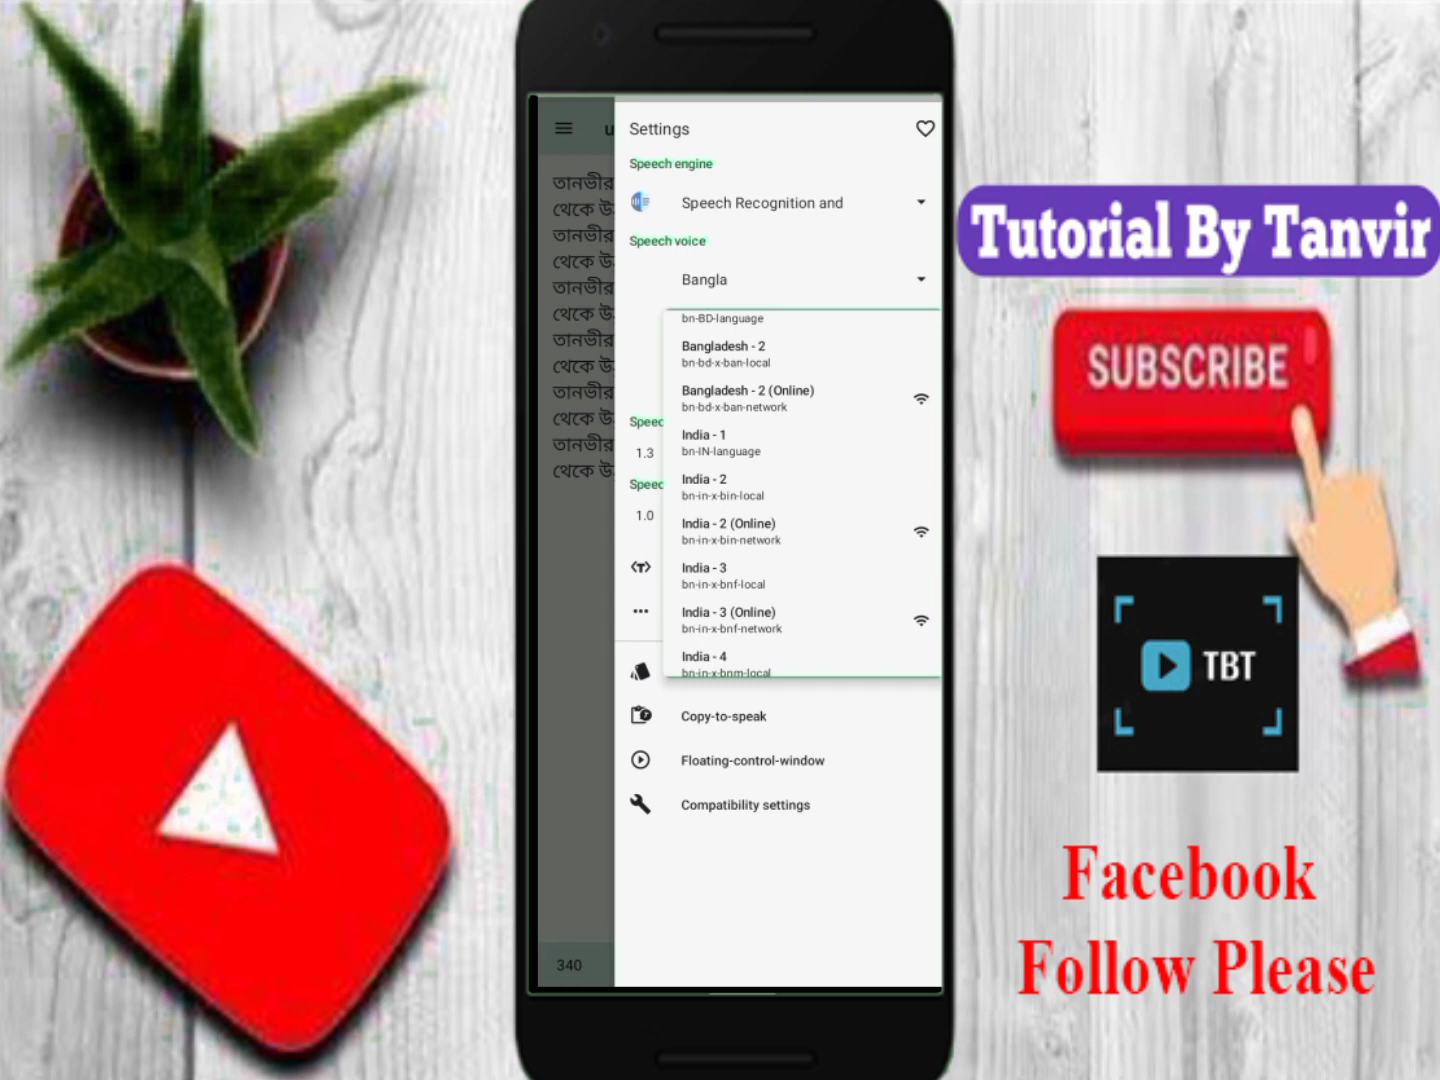 Settings
Speech engine
Speech Recognition and
Speech voice
Bangla
bn-BD-language
Bangladesh - 2
bn-bd-x-ban-local
Bangladesh - 2 (Online)
bn-bd-x-ban-network
India - 1
bn-IN-language
India - 2
bn-in-x-bin-local
India - 2 (Online)
bn-in-x-bin-network
India - 3
bn-in-x-bnf-local
India - 3 (Online)
bn-in-x-bnf-network
India - 4
bn-in-x-bnm-local
1.3
1.0
Copy-to-speak
Floating-control-window
Compatibility settings
তানভীর
থেকে
তানভীর
থেকে
তানভীর
থেকে
তানভীর
থেকে
তানভীর
থেকে
তানভীর
থেকে
340
Tutorial By Tanvir
SUBSCRIBE
TBT
Facebook
Follow Please